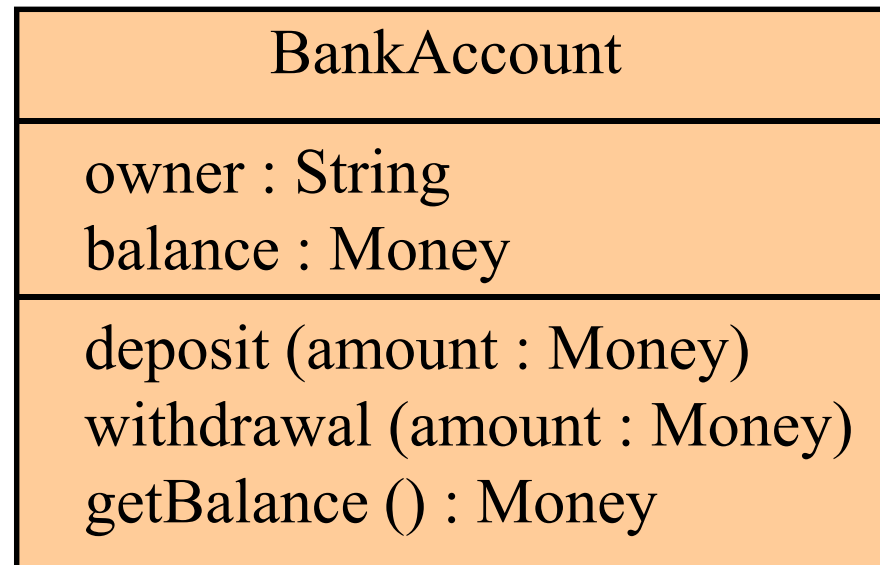 BankAccount
owner : String
balance : Money
deposit (amount : Money)
withdrawal (amount : Money)
getBalance () : Money